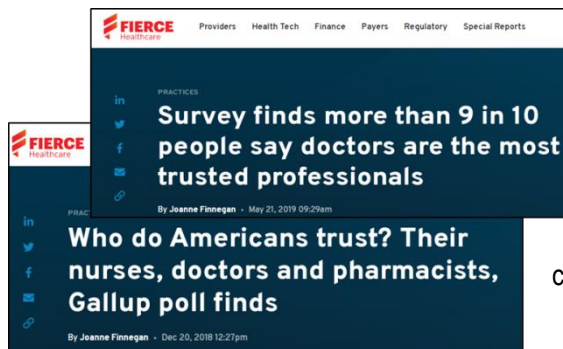 FIERCE
Healthcare
Providers Health Tech Finance Payers Regulatory Special Reports
PRACTICES
Survey finds more than 9 in 10
people say doctors are the most
trusted professionals
By Joanne Finnegan • May 21, 2019 09:29am
FIERCE
Healthcare
PRAC
Who do Americans trust? Their
nurses, doctors and pharmacists,
Gallup poll finds
By Joanne Finnegan • Dec 20, 2018 12:27pm
c